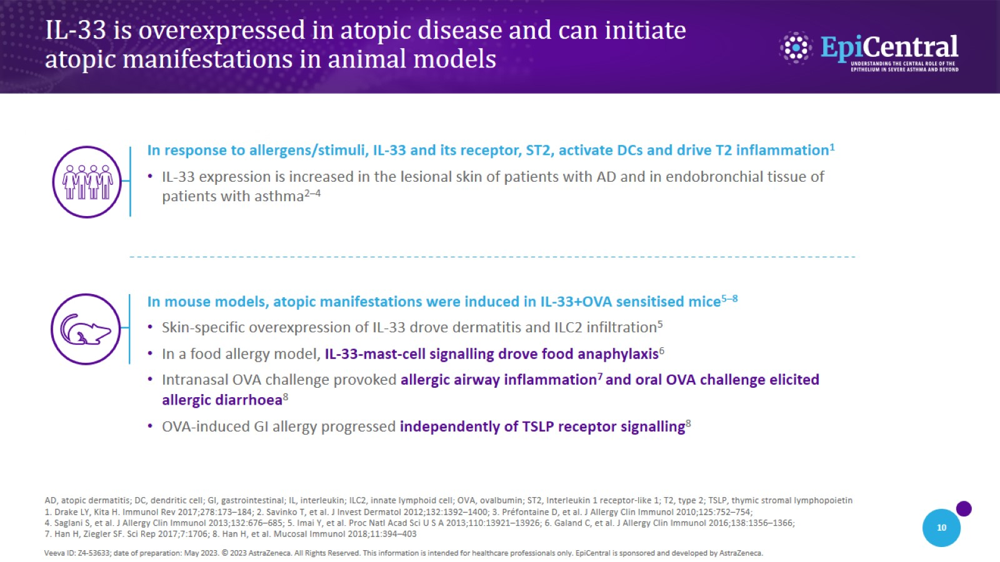 IL-33 is overexpressed in atopic disease and can initiate
atopic manifestations in animal models
EpiCentral
UNDERSTANDING THE CENTRAL ROLE OF THE
EPITHELIUM IN SEVERE ASTHMA AND BEYOND
In response to allergens/stimuli, IL-33 and its receptor, ST2, activate DCs and drive T2 inflammation1
• IL-33 expression is increased in the lesional skin of patients with AD and in endobronchial tissue of
patients with asthma2–4
In mouse models, atopic manifestations were induced in IL-33+OVA sensitised mice5–8
• Skin-specific overexpression of IL-33 drove dermatitis and ILC2 infiltration5
• In a food allergy model, IL-33-mast-cell signalling drove food anaphylaxis6
• Intranasal OVA challenge provoked allergic airway inflammation7 and oral OVA challenge elicited
allergic diarrhoea8
• OVA-induced GI allergy progressed independently of TSLP receptor signalling8
AD, atopic dermatitis; DC, dendritic cell; GI, gastrointestinal; IL, interleukin; ILC2, innate lymphoid cell; OVA, ovalbumin; ST2, Interleukin 1 receptor-like 1; T2, type 2; TSLP, thymic stromal lymphopoietin
1. Drake LY, Kita H. Immunol Rev 2017;278:173–184; 2. Savinko T, et al. J Invest Dermatol 2012;132:1392–1400; 3. Préfontaine D, et al. J Allergy Clin Immunol 2010;125:752–754;
4. Saglani S, et al. J Allergy Clin Immunol 2013;132:676–685; 5. Imai Y, et al. Proc Natl Acad Sci U S A 2013;110:13921–13926; 6. Galand C, et al. J Allergy Clin Immunol 2016;138:1356–1366;
7. Han H, Ziegler SF. Sci Rep 2017;7:1706; 8. Han H, et al. Mucosal Immunol 2018;11:394–403
10
Veeva ID: Z4-53633; date of preparation: May 2023. © 2023 AstraZeneca. All Rights Reserved. This information is intended for healthcare professionals only. EpiCentral is sponsored and developed by AstraZeneca.